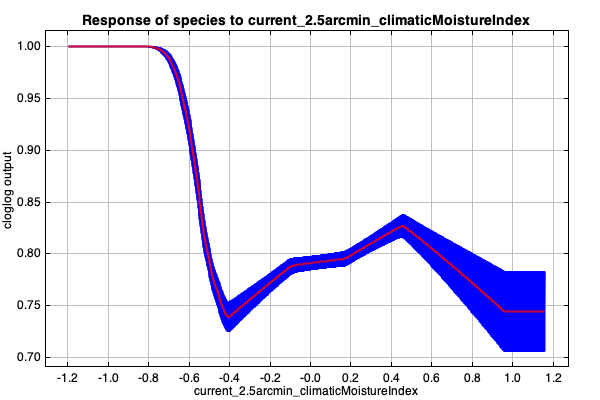 Response of species to current_2.5arcmin_climaticMoistureIndex
1.00
0.95
0.90
0.85
0.80
0.75
0.70
cloglog output
-1.2 -1.0 -0.8 -0.6 -0.4 -0.2 -0.0 0.2 0.4 0.6 0.8 1.0 1.2
current_2.5arcmin_climaticMoistureIndex